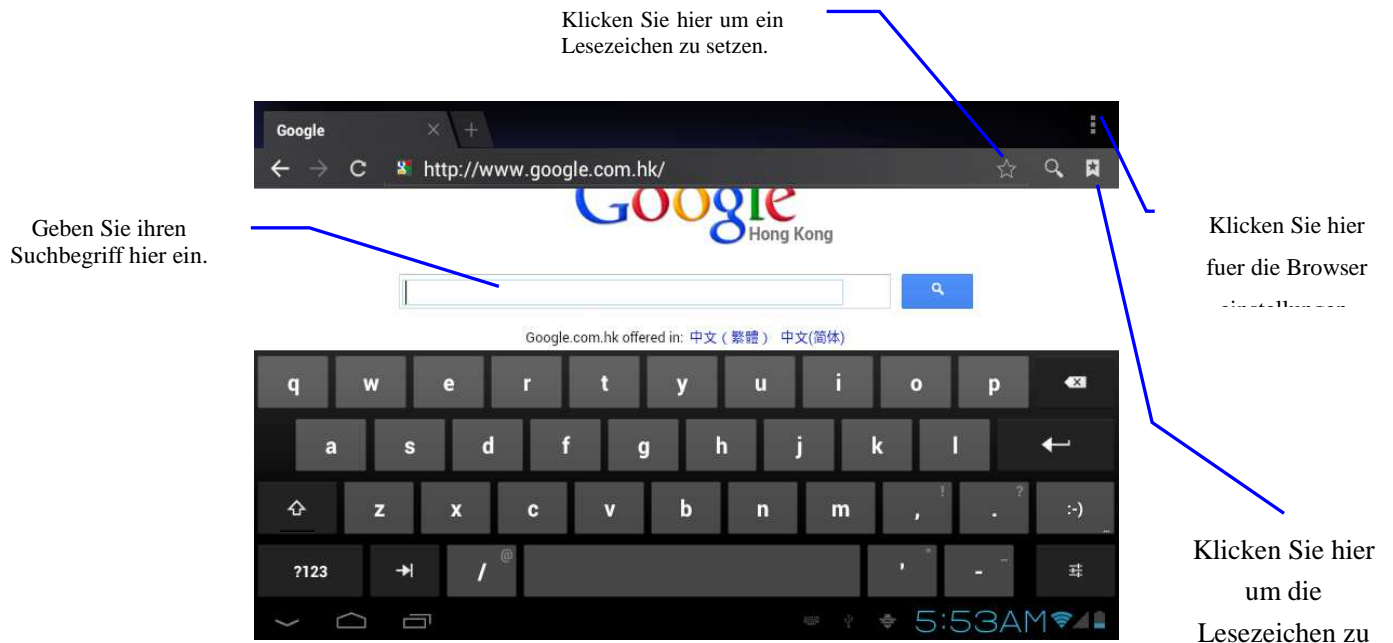 Klicken Sie hier um ein
Lesezeichen zu setzen.
Google
http://www.google.com.hk/
Google
Hong Kong
Geben Sie ihren
Suchbegriff hier ein.
Klicken Sie hier
fuer die Browser
Google.com.hk offered in: 中文 ( 繁體 ) 中文(简体)
q w e r t y u i o p
a s d f g h j k l
z x c v b n m , ! . ? :-) ...
?123 / @ ' " - _
5:53AM
Klicken Sie hier
um die
Lesezeichen zu